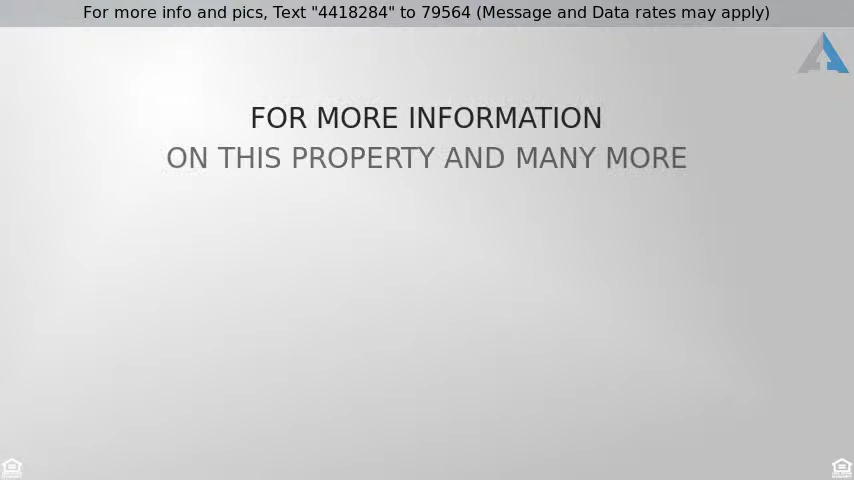 For more info and pics, Text "4418284" to 79564 (Message and Data rates may apply)
FOR MORE INFORMATION
ON THIS PROPERTY AND MANY MORE